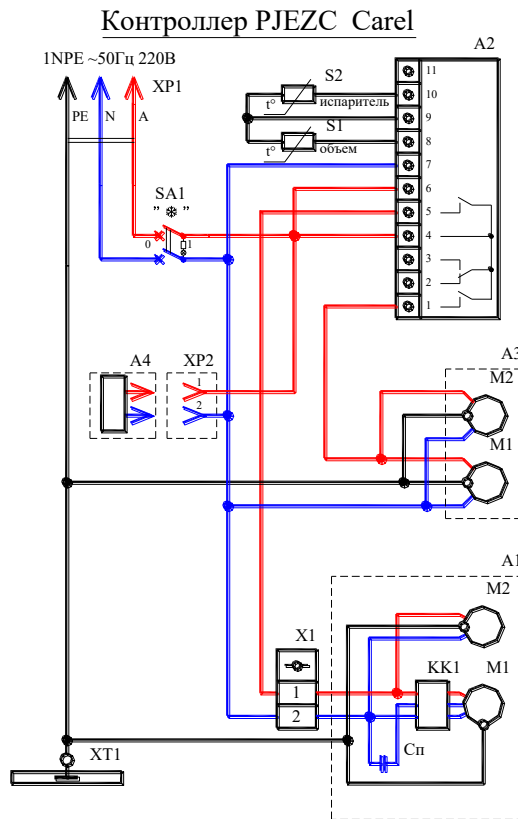 Контроллер PJEZC Carel
1NPE ~50Гц 220В
XP1
A2
PE
N
A
S2
t°
испаритель
S1
t°
объем
11
10
9
8
7
6
5
4
3
2
1
SA1
" * "
0
1
A4
XP2
1
2
A3
M2
M1
A1
M2
X1
1
2
KK1
M1
Cп
XT1